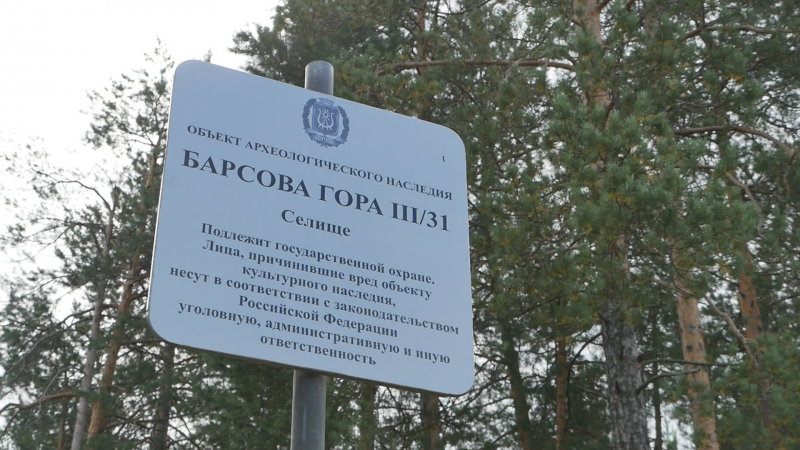 ОБЪЕКТ АРХЕОЛОГИЧЕСКОГО НАСЛЕДИЯ
БАРСОВА ГОРА III/31
Селище
Подлежит государственной охране.
Лица, причинившие вред объекту
культурного наследия,
несут в соответствии с законодательством
Российской Федерации
уголовную, административную и иную
ответственность